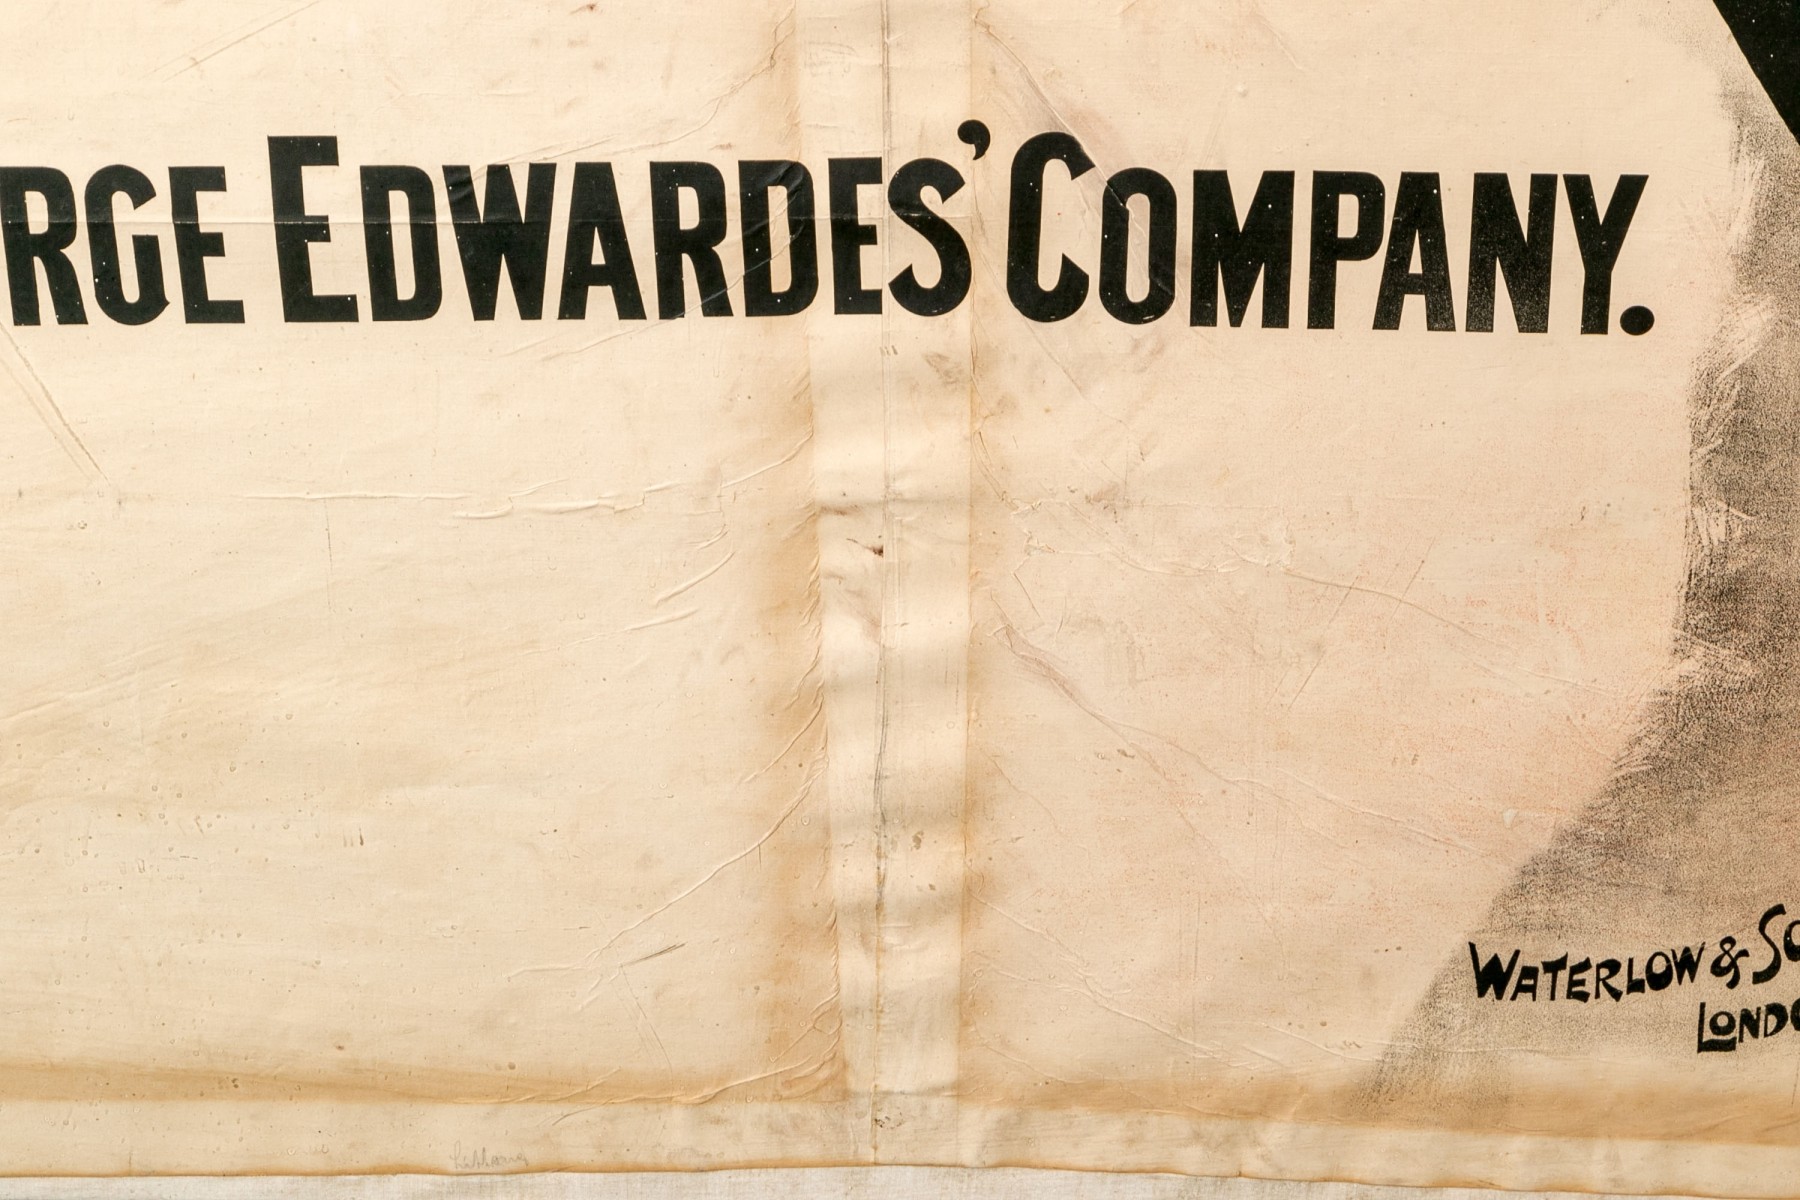 RGE EDWARDES' COMPANY.
WATERLOW & SO
LONDO